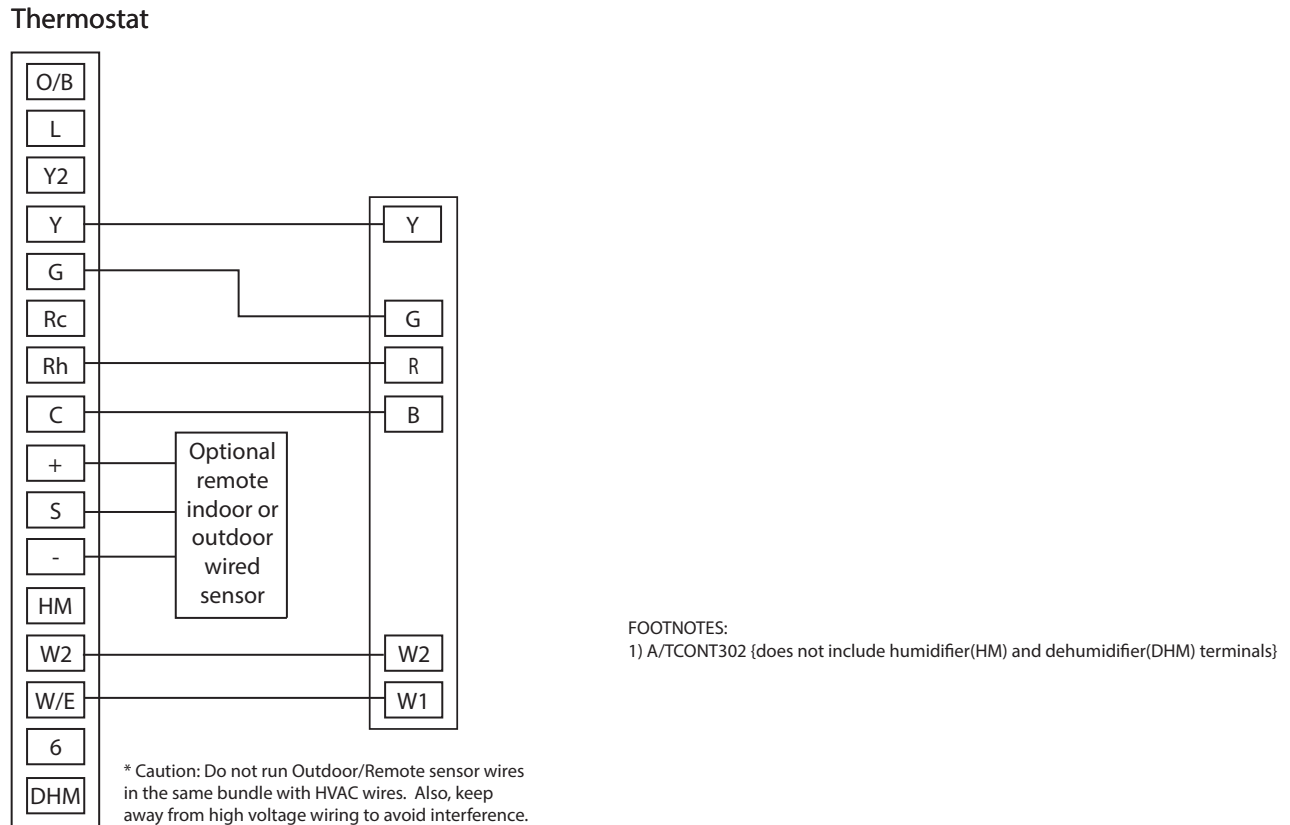 Thermostat
O/B
L
Y2
Y
G
Rc
Rh
C
+
S
-
HM
W2
W/E
6
DHM
Optional
remote
indoor or
outdoor
wired
sensor
Y
G
R
B
W2
W1
* Caution: Do not run Outdoor/Remote sensor wires
in the same bundle with HVAC wires. Also, keep
away from high voltage wiring to avoid interference.
FOOTNOTES:
1) A/TCONT302 {does not include humidifier(HM) and dehumidifier(DHM) terminals}